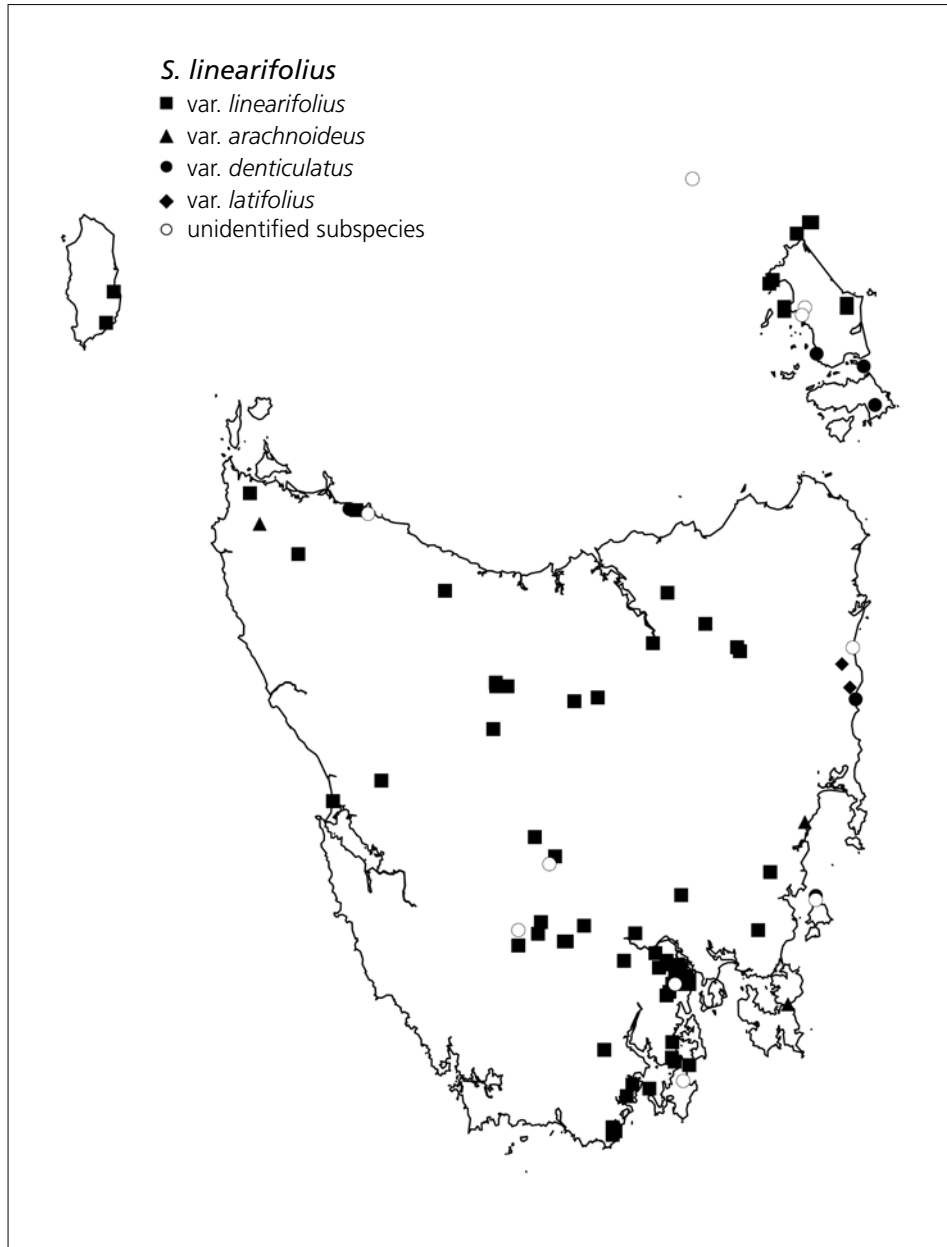 S. linearifolius
var. linearifolius
var. arachnoideus
var. denticulatus
var. latifolius
unidentified subspecies